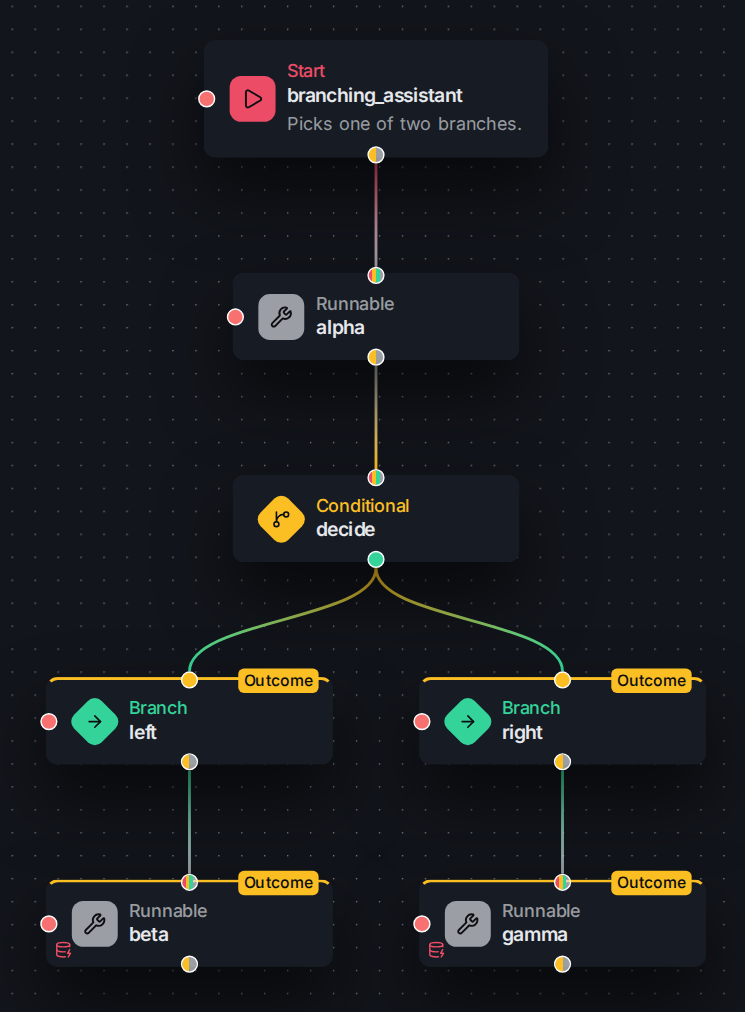 Start
branching_assistant
Picks one of two branches.
Runnable
alpha
Conditional
decide
Outcome
Branch
left
Outcome
Branch
right
Outcome
Runnable
beta
Outcome
Runnable
gamma